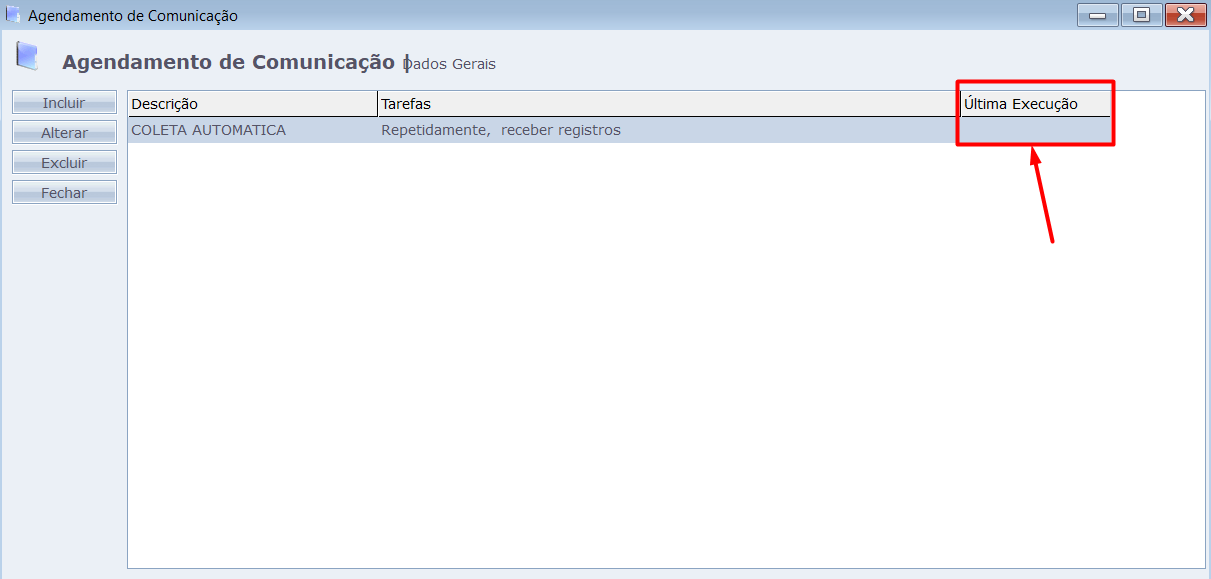 Agendamento de Comunicação
Agendamento de Comunicação Dados Gerais
Incluir
Alterar
Excluir
Fechar
Descrição Tarefas Última Execução
COLETA AUTOMATICA Repetidamente, receber registros